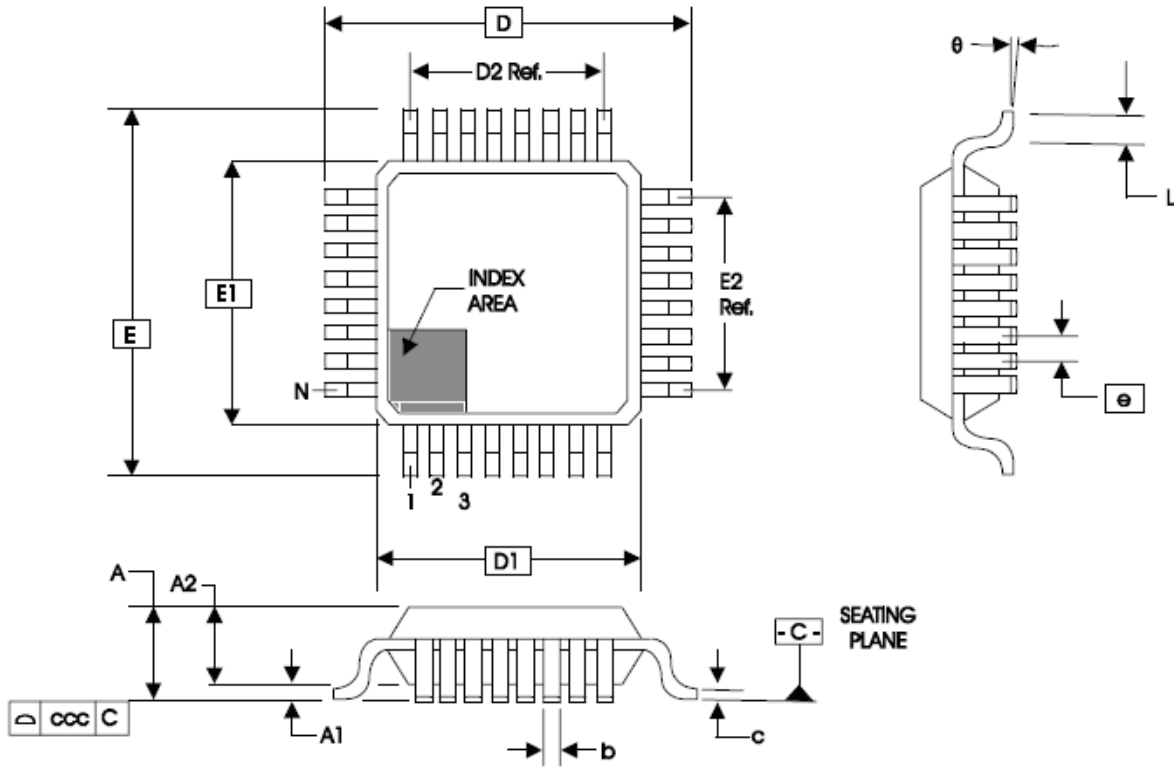 D
D2 Ref.
θ
L
INDEX
AREA
E1
E
E2
Ref.
N
e
1
2
3
D1
A
A2
-C-
SEATING
PLANE
⌓ ccc C
A1
b
c